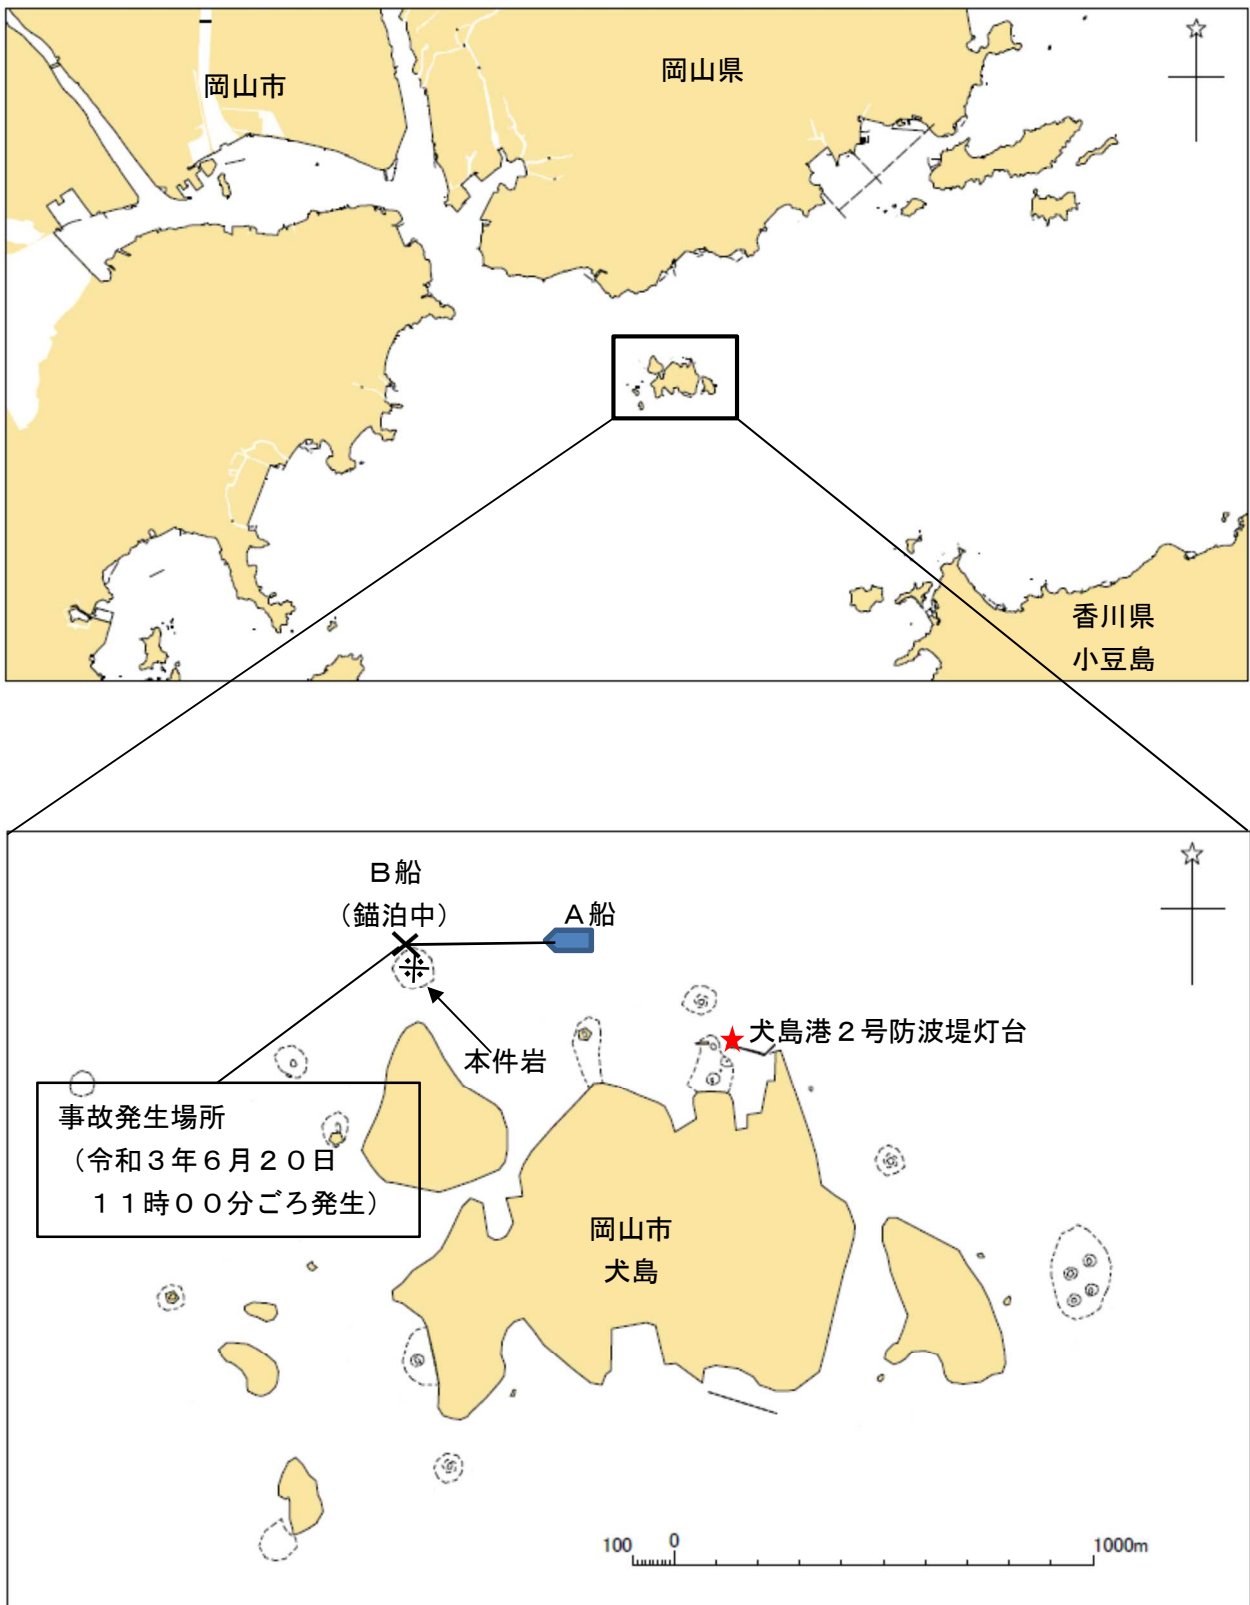 岡山市
岡山県
香川県
小豆島
B船
（錨泊中）
A船
犬島港２号防波堤灯台
本件岩
事故発生場所
（令和３年６月２０日
１１時００分ごろ発生）
岡山市
犬島
100 0 1000m